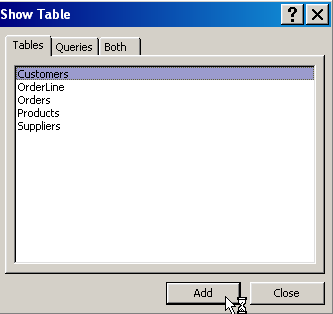 Show Table
Tables Queries Both
Customers
OrderLine
Orders
Products
Suppliers
Add Close